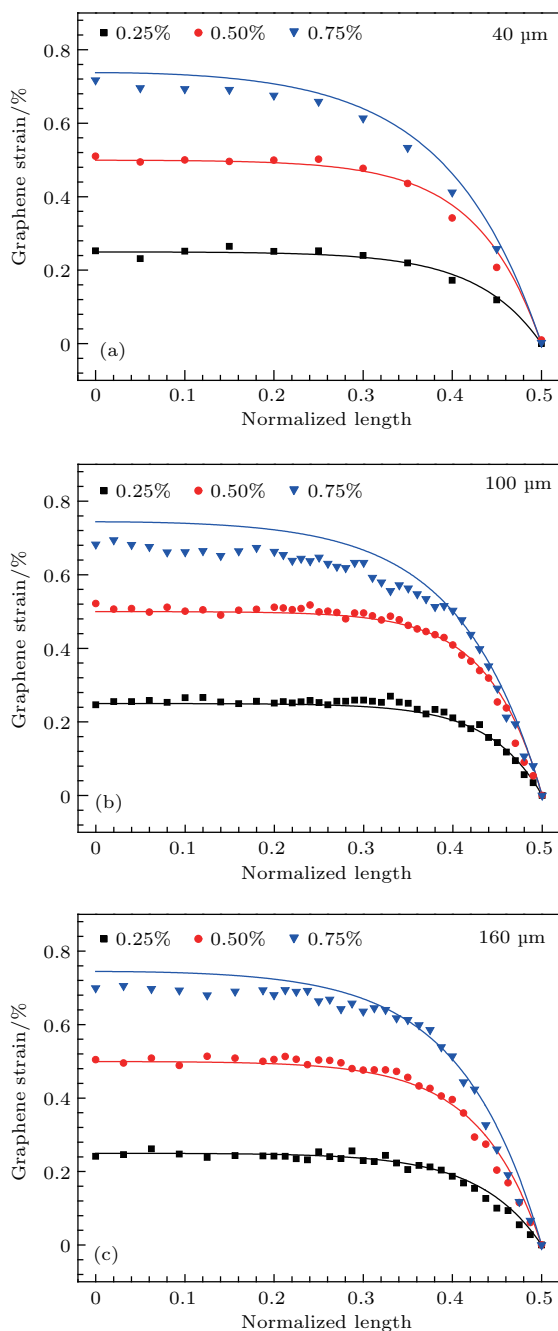 0.25% 0.50% 0.75% 40 µm
0.8
0.6
0.4
0.2
0
Graphene strain/%
(a)
0 0.1 0.2 0.3 0.4 0.5
Normalized length
0.25% 0.50% 0.75% 100 µm
0.8
0.6
0.4
0.2
0
Graphene strain/%
(b)
0 0.1 0.2 0.3 0.4 0.5
Normalized length
0.25% 0.50% 0.75% 160 µm
0.8
0.6
0.4
0.2
0
Graphene strain/%
(c)
0 0.1 0.2 0.3 0.4 0.5
Normalized length